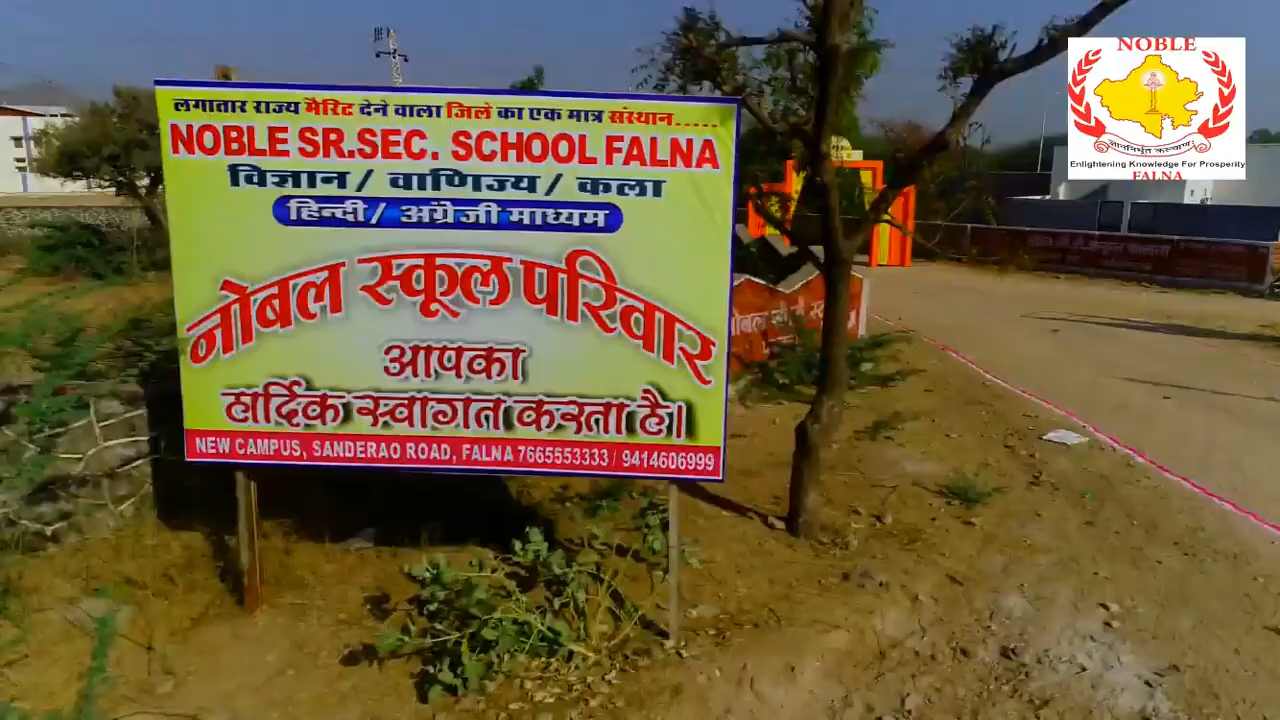 लगातार राज्य मैरिट देने वाला जिले का एक मात्र संस्थान.....
NOBLE SR.SEC. SCHOOL FALNA
विज्ञान / वाणिज्य / कला
हिन्दी / अंग्रेजी माध्यम
नोबल स्कूल परिवार
आपका
हार्दिक स्वागत करता है।
NEW CAMPUS, SANDERAO ROAD, FALNA 7665553333 / 9414606999
NOBLE
Enlightening Knowledge For Prosperity
FALNA